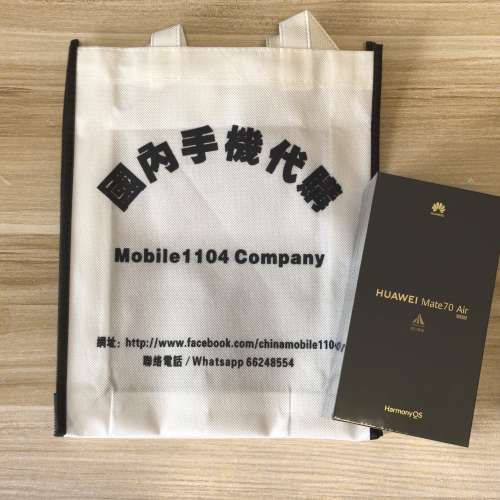 國內手機代購
Mobile1104 Company
網址：http://www.facebook.com/chinamobile1104
聯絡電話 / Whatsapp 66248554
HUAWEI
HUAWEI Mate70 Air
HarmonyOS